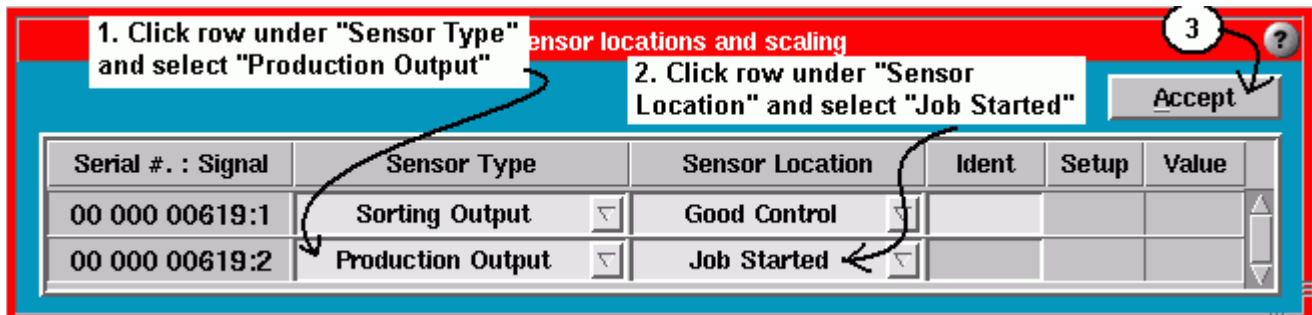 1. Click row under "Sensor Type"
and select "Production Output"
ensor locations and scaling
3
?
2. Click row under "Sensor
Location" and select "Job Started"
Accept
Serial #. : Signal Sensor Type Sensor Location Ident Setup Value
00 000 00619:1 Sorting Output Good Control
00 000 00619:2 Production Output Job Started